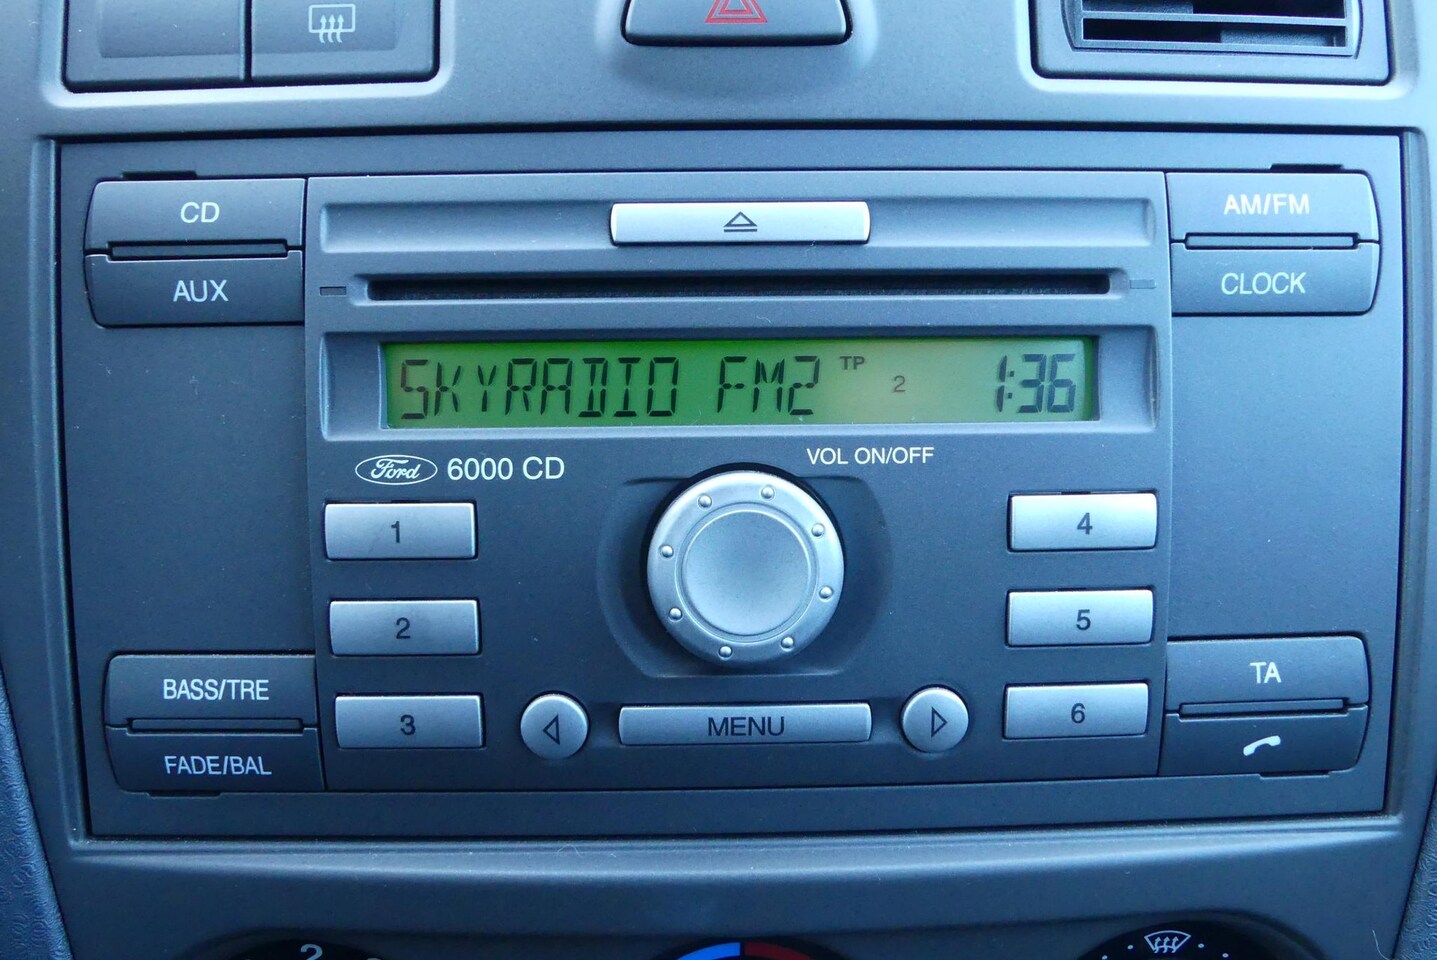 CD
AM/FM
AUX
CLOCK
SKYRADIO FM2 TP 2 1:36
Ford 6000 CD
VOL ON/OFF
1
4
2
5
3
MENU
6
BASS/TRE
TA
FADE/BAL
2